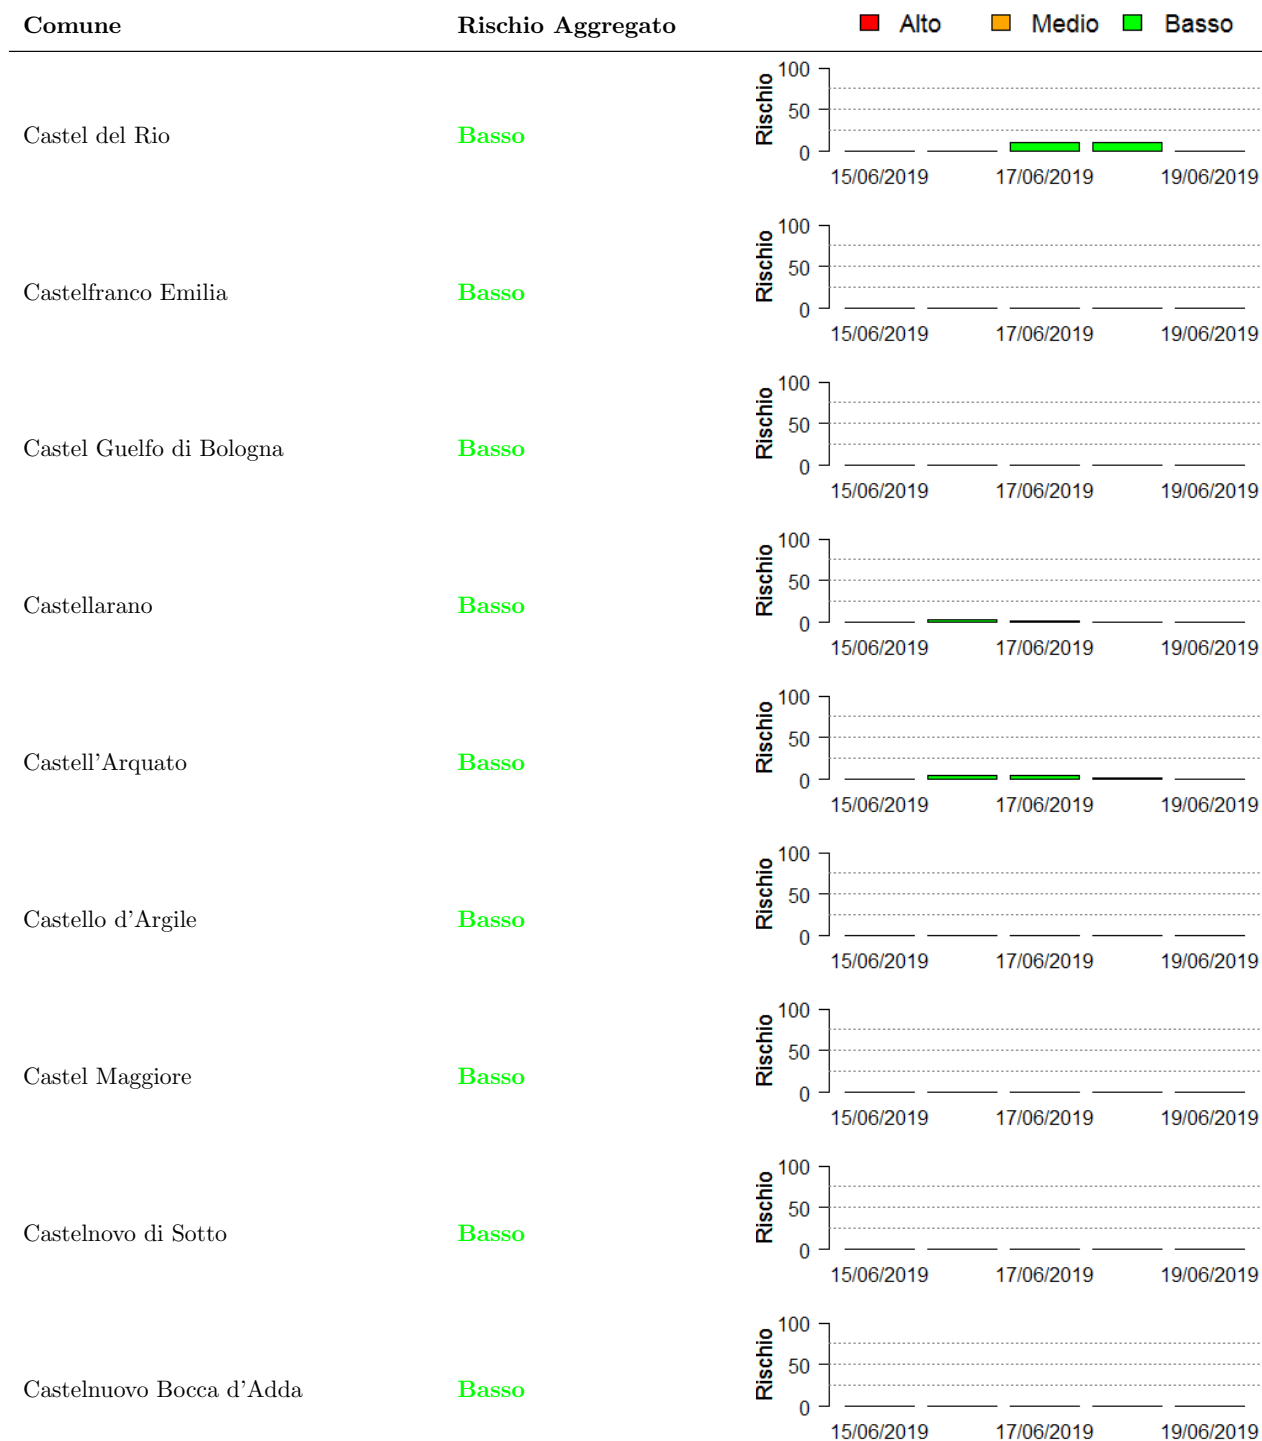 Comune Rischio Aggregato Alto Medio Basso
Castel del Rio Basso Rischio 100 50 0
15/06/2019 17/06/2019 19/06/2019
Castelfranco Emilia Basso Rischio 100 50 0
15/06/2019 17/06/2019 19/06/2019
Castel Guelfo di Bologna Basso Rischio 100 50 0
15/06/2019 17/06/2019 19/06/2019
Castellarano Basso Rischio 100 50 0
15/06/2019 17/06/2019 19/06/2019
Castell'Arquato Basso Rischio 100 50 0
15/06/2019 17/06/2019 19/06/2019
Castello d'Argile Basso Rischio 100 50 0
15/06/2019 17/06/2019 19/06/2019
Castel Maggiore Basso Rischio 100 50 0
15/06/2019 17/06/2019 19/06/2019
Castelnovo di Sotto Basso Rischio 100 50 0
15/06/2019 17/06/2019 19/06/2019
Castelnuovo Bocca d'Adda Basso Rischio 100 50 0
15/06/2019 17/06/2019 19/06/2019